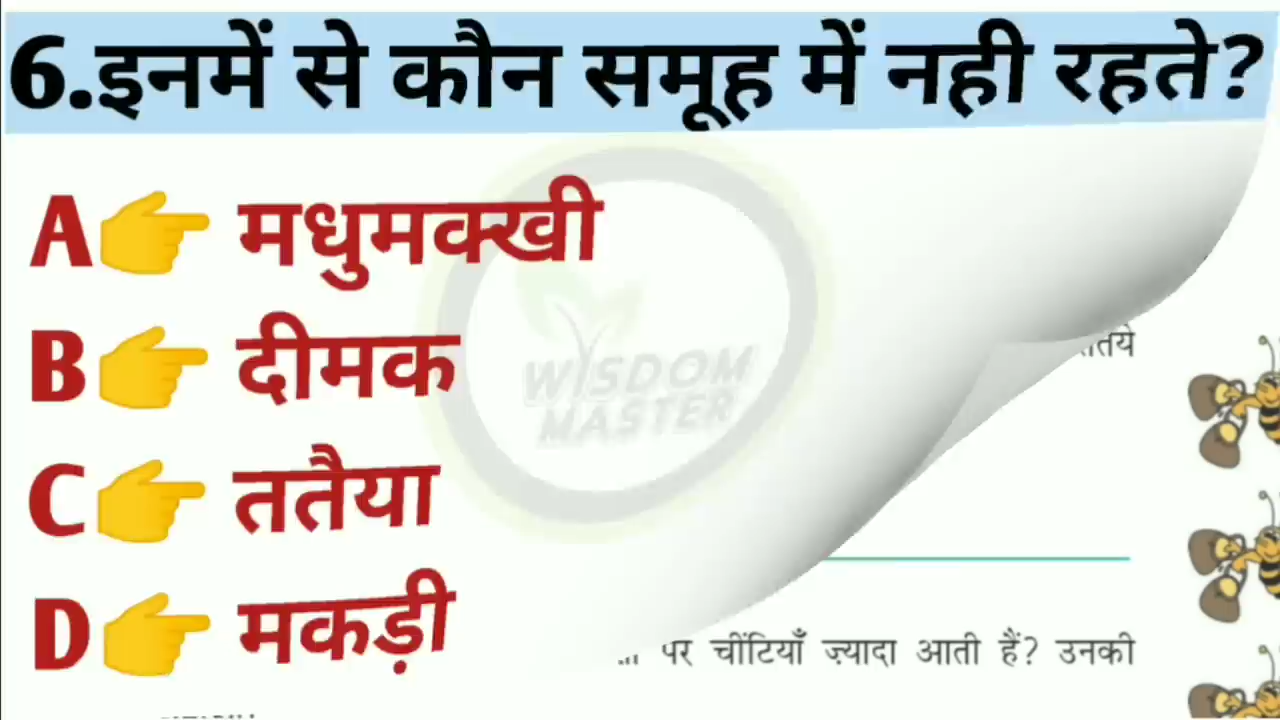 6.इनमें से कौन समूह में नही रहते?
A👉 मधुमक्खी
B👉 दीमक
C👉 ततैया
D👉 मकड़ी
WISDOM
MASTER
पर चींटियाँ ज़्यादा आती हैं? उनकी